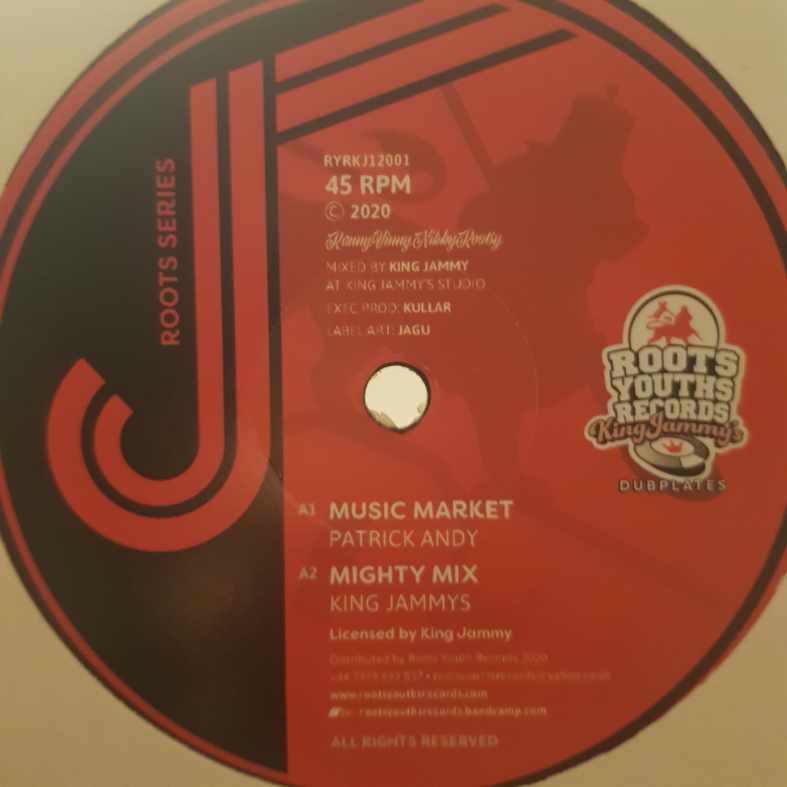 ROOTS SERIES
RYRKJ12001
45 RPM
© 2020
MIXED BY KING JAMMY
AT KING JAMMY'S STUDIO
EXEC PROD: KULLAR
LABEL ART: JAGU
ROOTS
YOUTHS
RECORDS
King Jammy's
DUBPLATES
A1 MUSIC MARKET
PATRICK ANDY
A2 MIGHTY MIX
KING JAMMYS
Licensed by King Jammy
Distributed by Roots Youth Records 2020
www.rootsyouthsrecords.com
rootsyouthsrecords.bandcamp.com
ALL RIGHTS RESERVED